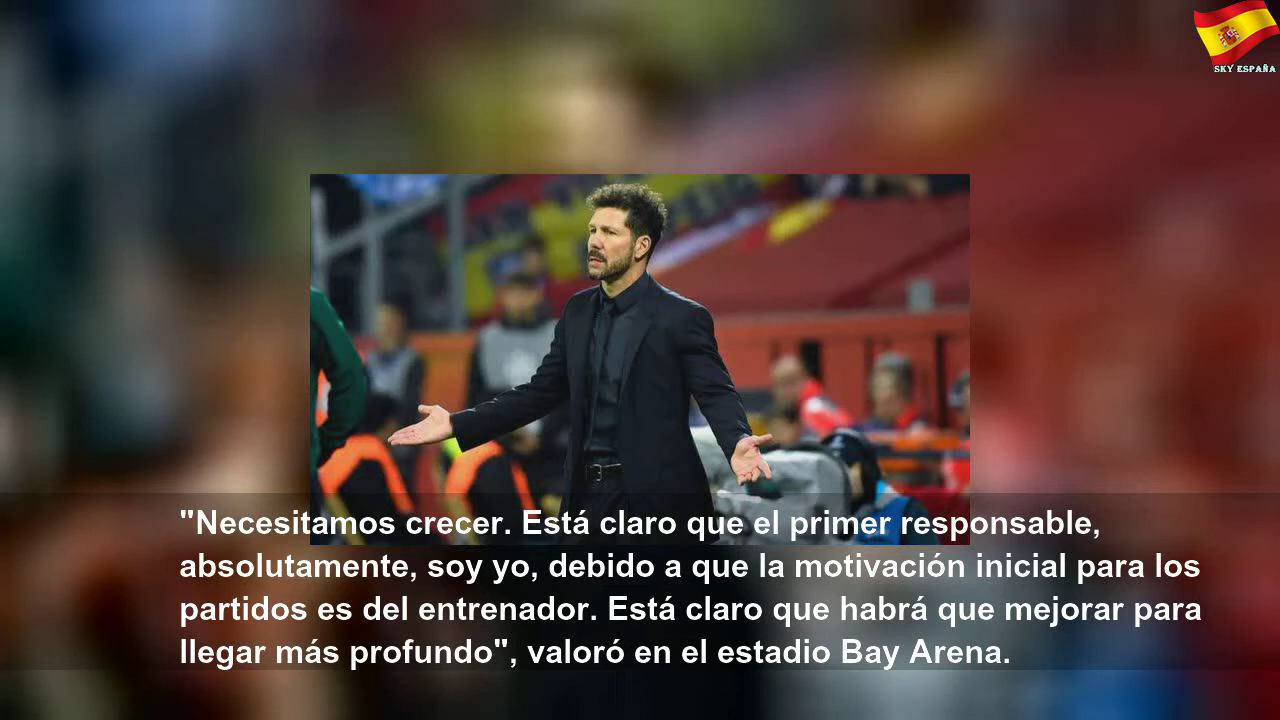 SKY ESPAÑA
"Necesitamos crecer. Está claro que el primer responsable,
absolutamente, soy yo, debido a que la motivación inicial para los
partidos es del entrenador. Está claro que habrá que mejorar para
llegar más profundo", valoró en el estadio Bay Arena.